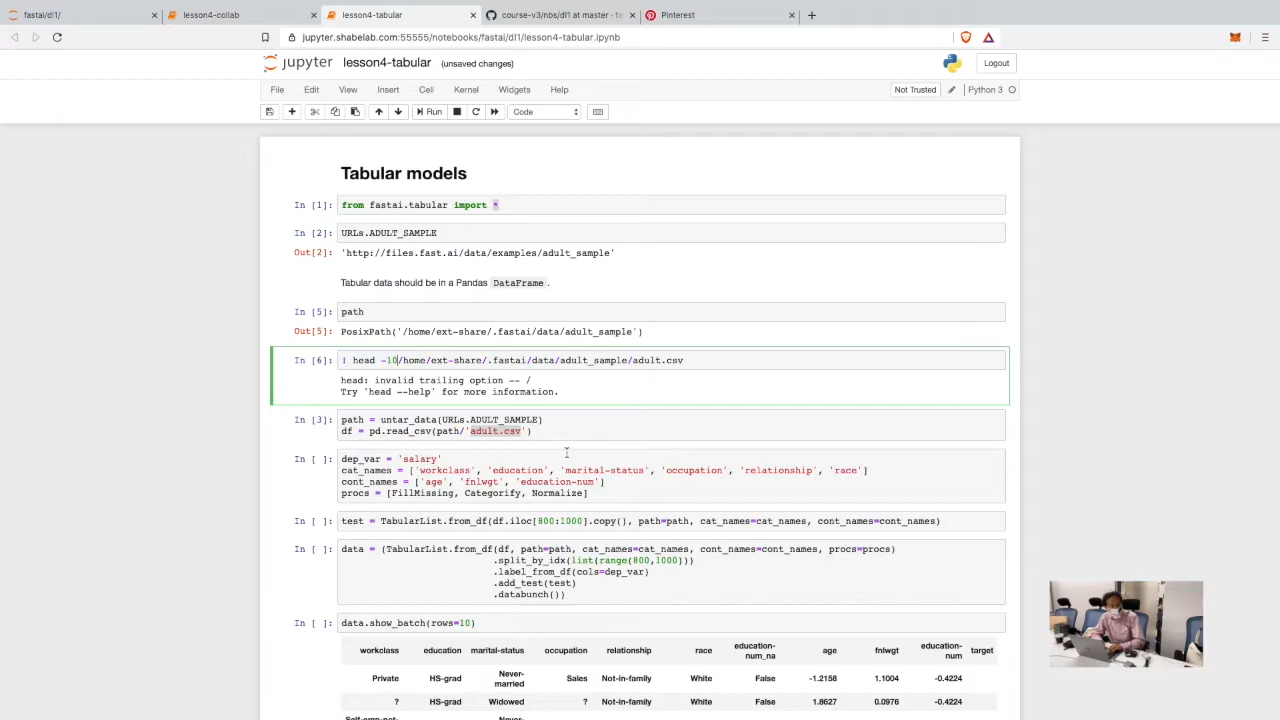 fastai/dl1/
lesson4-collab
lesson4-tabular
course-v3/nbs/dl1 at master · fa
Pinterest
jupyter.shabelab.com:55555/notebooks/fastai/dl1/lesson4-tabular.ipynb
jupyter lesson4-tabular (unsaved changes)
Logout
File Edit View Insert Cell Kernel Widgets Help
Not Trusted Python 3
Run Code
Tabular models
In [1]: from fastai.tabular import *
In [2]: URLs.ADULT_SAMPLE
Out[2]: 'http://files.fast.ai/data/examples/adult_sample'
Tabular data should be in a Pandas DataFrame.
In [5]: path
Out[5]: PosixPath('/home/ext-share/.fastai/data/adult_sample')
In [6]: ! head -10/home/ext-share/.fastai/data/adult_sample/adult.csv
head: invalid trailing option -- /
Try 'head --help' for more information.
In [3]: path = untar_data(URLs.ADULT_SAMPLE)
df = pd.read_csv(path/'adult.csv')
In [ ]: dep_var = 'salary'
cat_names = ['workclass', 'education', 'marital-status', 'occupation', 'relationship', 'race']
cont_names = ['age', 'fnlwgt', 'education-num']
procs = [FillMissing, Categorify, Normalize]
In [ ]: test = TabularList.from_df(df.iloc[800:1000].copy(), path=path, cat_names=cat_names, cont_names=cont_names)
In [ ]: data = (TabularList.from_df(df, path=path, cat_names=cat_names, cont_names=cont_names, procs=procs)
.split_by_idx(list(range(800,1000)))
.label_from_df(cols=dep_var)
.add_test(test)
.databunch())
In [ ]: data.show_batch(rows=10)
workclass education marital-status occupation relationship race education-num_na age fnlwgt education-num target
Private HS-grad Never-married Sales Not-in-family White False -1.2158 1.1004 -0.4224
? HS-grad Widowed ? Not-in-family White False 1.8627 0.0976 -0.4224
Self-emp-not- Never-